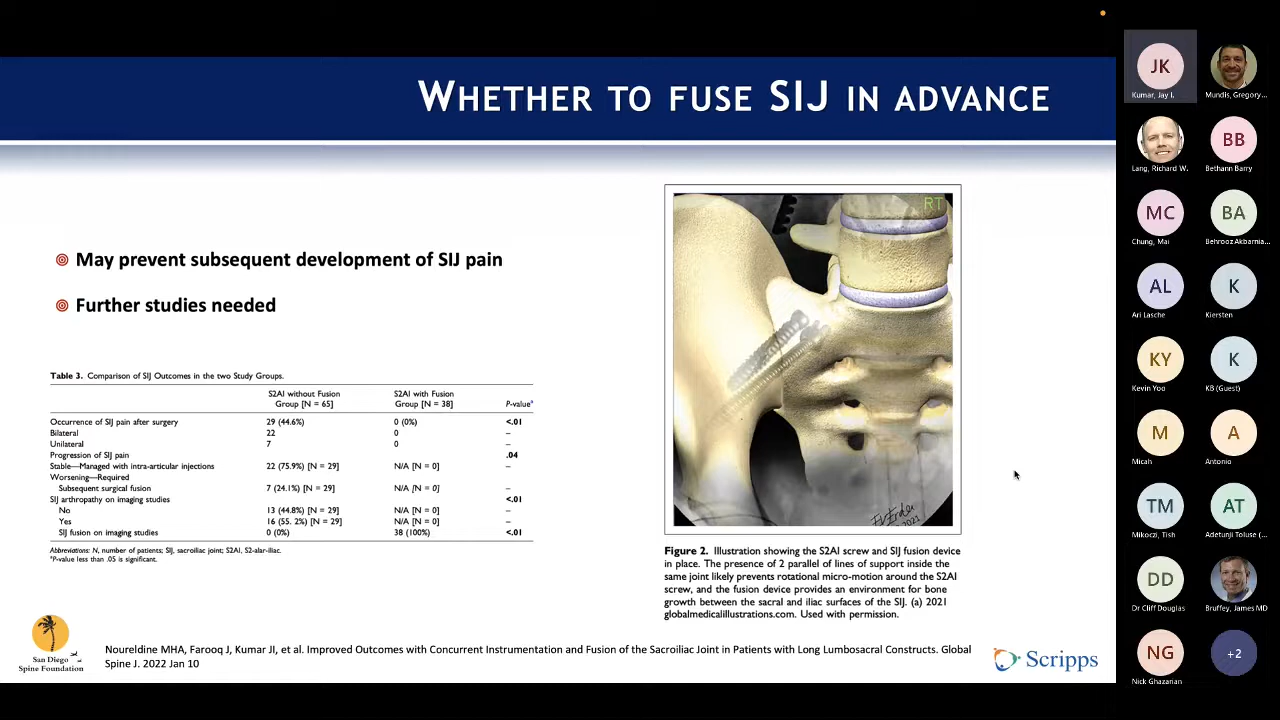 WHETHER TO FUSE SIJ IN ADVANCE
May prevent subsequent development of SIJ pain
Further studies needed
Table 3. Comparison of SIJ Outcomes in the two Study Groups.
S2AI without Fusion Group [N = 65] S2AI with Fusion Group [N = 38] P-valueª
Occurrence of SIJ pain after surgery 29 (44.6%) 0 (0%) <.01
Bilateral 22 0 –
Unilateral 7 0 –
Progression of SIJ pain .04
Stable—Managed with intra-articular injections 22 (75.9%) [N = 29] N/A [N = 0] –
Worsening—Required
Subsequent surgical fusion 7 (24.1%) [N = 29] N/A [N = 0] –
SIJ arthropathy on imaging studies <.01
No 13 (44.8%) [N = 29] N/A [N = 0] –
Yes 16 (55. 2%) [N = 29] N/A [N = 0] –
SIJ fusion on imaging studies 0 (0%) 38 (100%) <.01
Abbreviations: N, number of patients; SIJ, sacroiliac joint; S2AI, S2-alar-iliac.
ªP-value less than .05 is significant.
RT
2021
Figure 2. Illustration showing the S2AI screw and SIJ fusion device
in place. The presence of 2 parallel of lines of support inside the
same joint likely prevents rotational micro-motion around the S2AI
screw, and the fusion device provides an environment for bone
growth between the sacral and iliac surfaces of the SIJ. (a) 2021
globalmedicalillustrations.com. Used with permission.
San Diego
Spine Foundation
Noureldine MHA, Farooq J, Kumar JI, et al. Improved Outcomes with Concurrent Instrumentation and Fusion of the Sacroiliac Joint in Patients with Long Lumbosacral Constructs. Global
Spine J. 2022 Jan 10
Scripps
JK
Kumar, Jay I.
Mundis, Gregory...
Lang, Richard W.
BB
Bethann Barry
MC
Chung, Mai
BA
Behrooz Akbarnia...
AL
Ari Lasche
K
Kiersten
KY
Kevin Yoo
K
KB (Guest)
M
Micah
A
Antonio
TM
Mikoczi, Tish
AT
Adetunji Toluse (...
DD
Dr Cliff Douglas
Bruffey, James MD
NG
Nick Ghazanan
+2